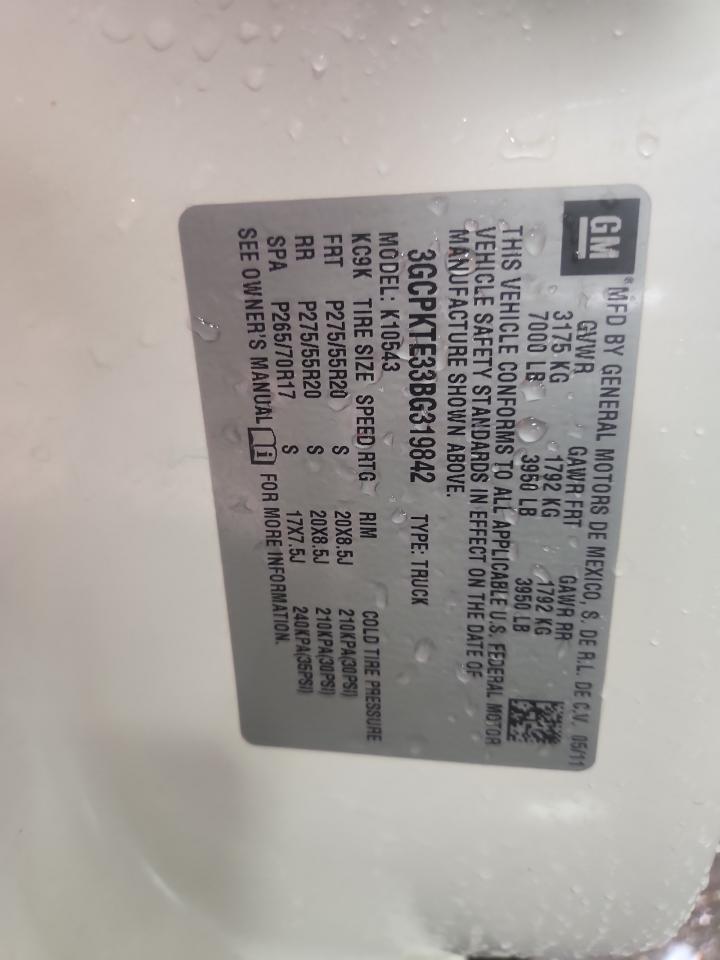 GM
® MFD BY GENERAL MOTORS DE MEXICO, S. DE R.L. DE C.V. 05/11
GVWR GAWR FRT GAWR RR
3175 KG 1792 KG 1792 KG
7000 LB 3950 LB 3950 LB
THIS VEHICLE CONFORMS TO ALL APPLICABLE U.S. FEDERAL MOTOR
VEHICLE SAFETY STANDARDS IN EFFECT ON THE DATE OF
MANUFACTURE SHOWN ABOVE.
3GCPKTE33BG319842 TYPE: TRUCK
MODEL: K10543
KC9K TIRE SIZE SPEED RTG RIM COLD TIRE PRESSURE
FRT P275/55R20 S 20X8.5J 210KPA(30PSI)
RR P275/55R20 S 20X8.5J 210KPA(30PSI)
SPA P265/70R17 S 17X7.5J 240KPA(35PSI)
SEE OWNER'S MANUAL i FOR MORE INFORMATION.